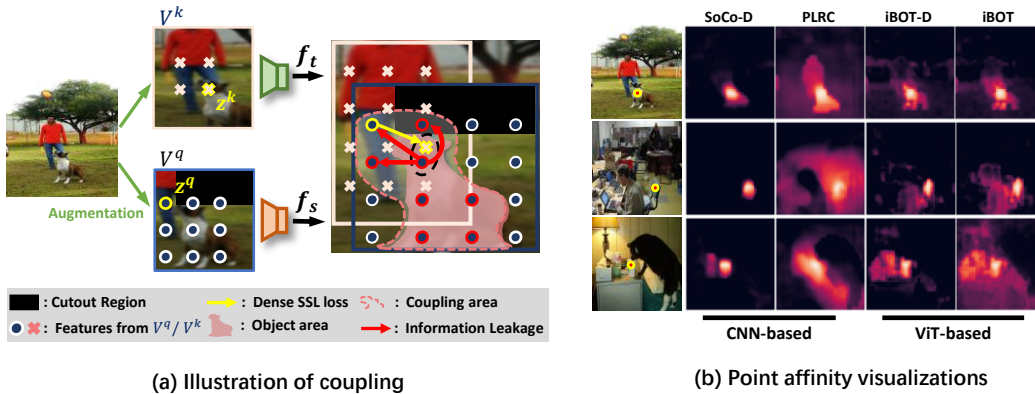 V^k
z^k
f_t
V^q
z^q
f_s
Augmentation
: Cutout Region
: Dense SSL loss
: Coupling area
: Features from V^q/V^k
: Object area
: Information Leakage
(a) Illustration of coupling
SoCo-D PLRC iBOT-D iBOT
CNN-based ViT-based
(b) Point affinity visualizations